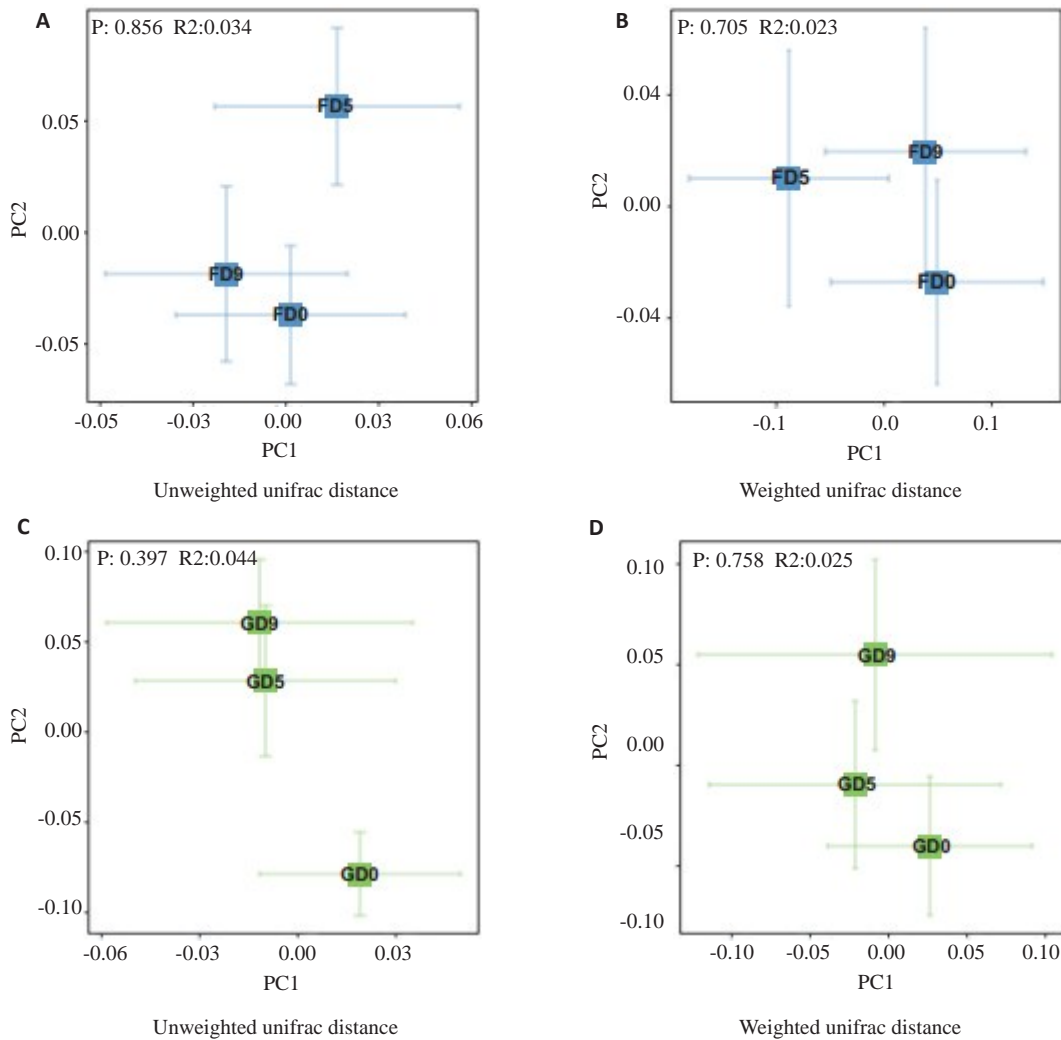 A
P: 0.856 R2:0.034
FD5
FD9
FD0
0.05
0.00
-0.05
PC2
-0.05 -0.03 0.00 0.03 0.06
PC1
Unweighted unifrac distance
B
P: 0.705 R2:0.023
FD9
FD5
FD0
0.04
0.00
-0.04
PC2
-0.1 0.0 0.1
PC1
Weighted unifrac distance
C
P: 0.397 R2:0.044
GD9
GD5
GD0
0.10
0.05
0.00
-0.05
-0.10
PC2
-0.06 -0.03 0.00 0.03
PC1
Unweighted unifrac distance
D
P: 0.758 R2:0.025
GD9
GD5
GD0
0.10
0.05
0.00
-0.05
-0.10
PC2
-0.10 -0.05 0.00 0.05 0.10
PC1
Weighted unifrac distance